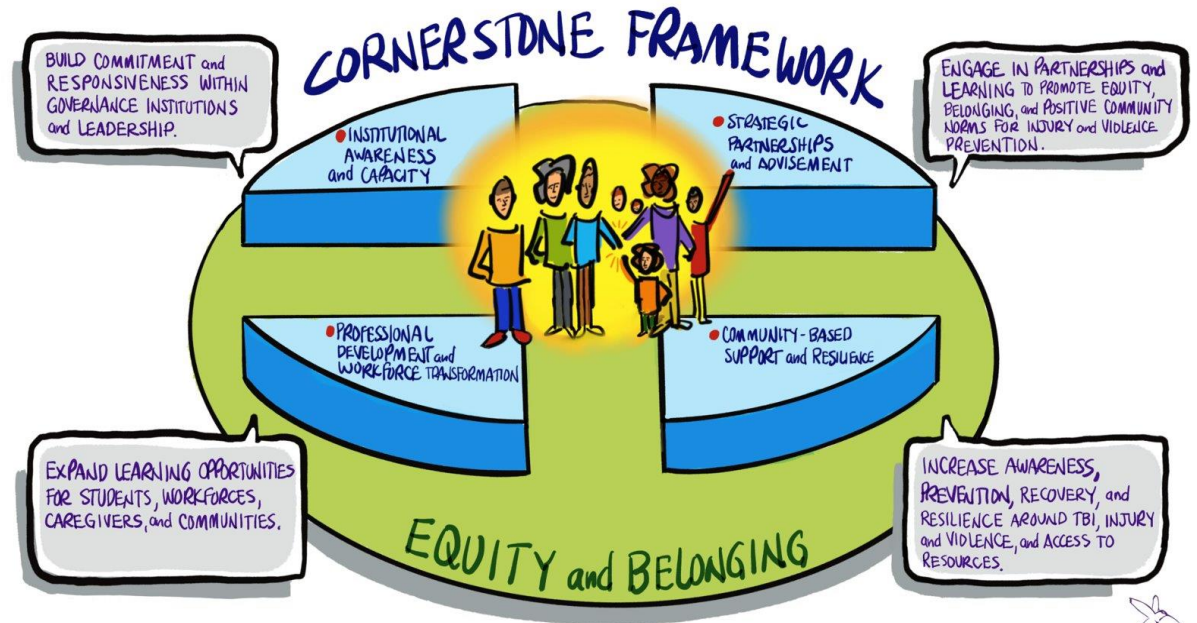 CORNERSTONE FRAMEWORK
BUILD COMMITMENT and
RESPONSIVENESS WITHIN
GOVERNANCE INSTITUTIONS
and LEADERSHIP.
• INSTITUTIONAL
AWARENESS
and CAPACITY
• STRATEGIC
PARTNERSHIPS
and ADVISEMENT
ENGAGE IN PARTNERSHIPS and
LEARNING TO PROMOTE EQUITY,
BELONGING, and POSITIVE COMMUNITY
NORMS FOR INJURY and VIOLENCE
PREVENTION.
• PROFESSIONAL
DEVELOPMENT and
WORKFORCE TRANSFORMATION
• COMMUNITY-BASED
SUPPORT and RESILIENCE
EXPAND LEARNING OPPORTUNITIES
FOR STUDENTS, WORKFORCES,
CAREGIVERS, and COMMUNITIES.
INCREASE AWARENESS,
PREVENTION, RECOVERY, and
RESILIENCE AROUND TBI, INJURY
and VIOLENCE, and ACCESS TO
RESOURCES.
EQUITY and BELONGING